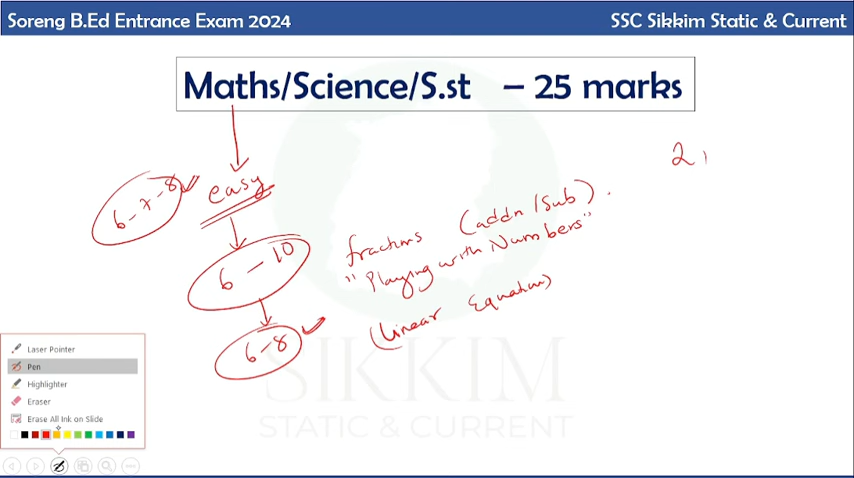 Soreng B.Ed Entrance Exam 2024
SSC Sikkim Static & Current
Maths/Science/S.st – 25 marks
2,
6-7-8
easy
6 - 10
fractions (addn/sub).
"Playing with Numbers"
(Linear Equations)
6-8
Laser Pointer
Pen
Highlighter
Eraser
Erase All Ink on Slide
SIKKIM
STATIC & CURRENT